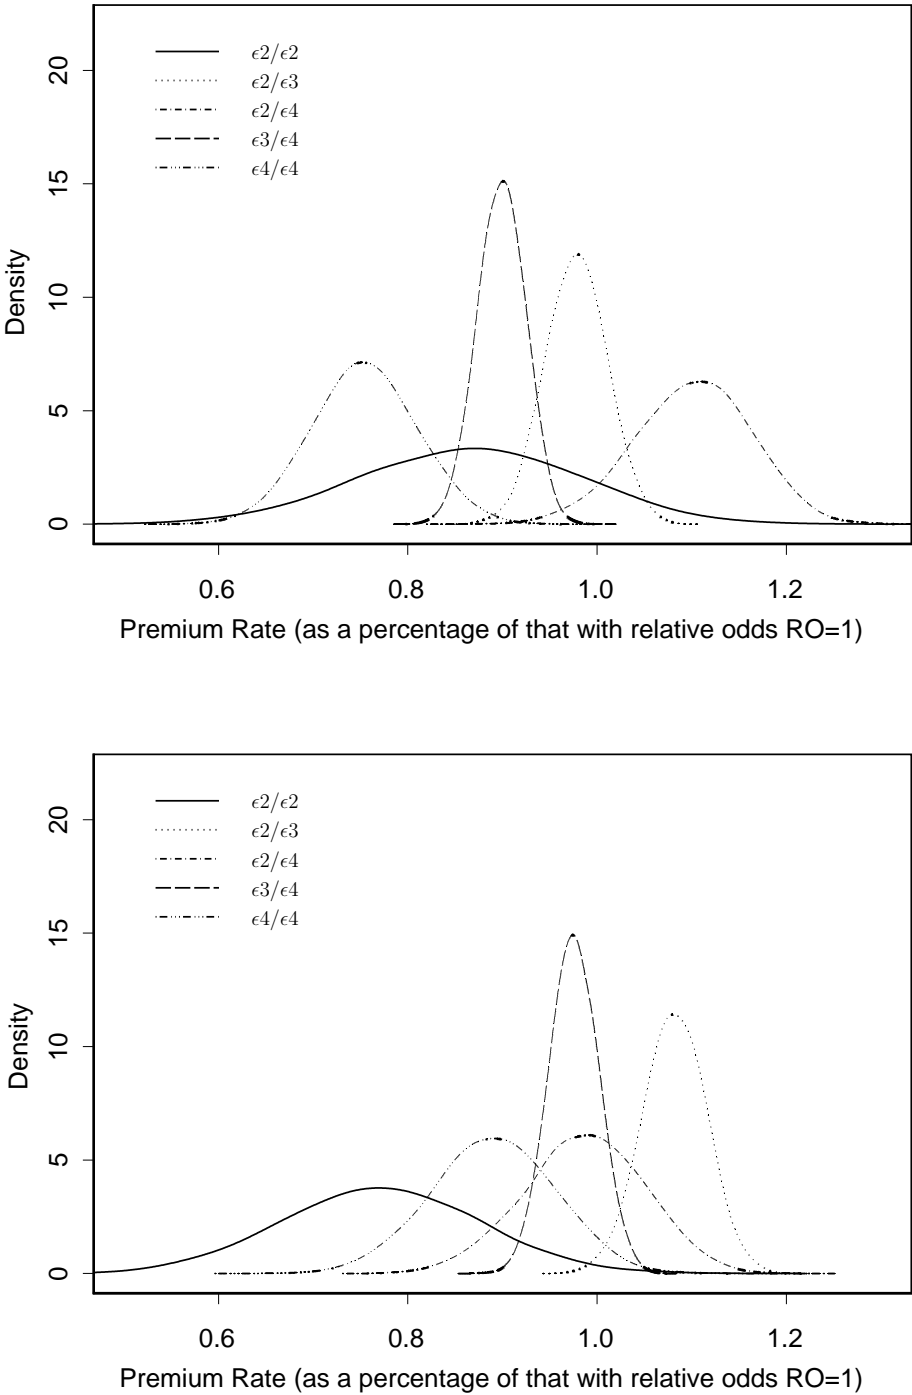 ϵ2/ϵ2
ϵ2/ϵ3
ϵ2/ϵ4
ϵ3/ϵ4
ϵ4/ϵ4
Density
20
15
10
5
0
0.6 0.8 1.0 1.2
Premium Rate (as a percentage of that with relative odds RO=1)
ϵ2/ϵ2
ϵ2/ϵ3
ϵ2/ϵ4
ϵ3/ϵ4
ϵ4/ϵ4
Density
20
15
10
5
0
0.6 0.8 1.0 1.2
Premium Rate (as a percentage of that with relative odds RO=1)